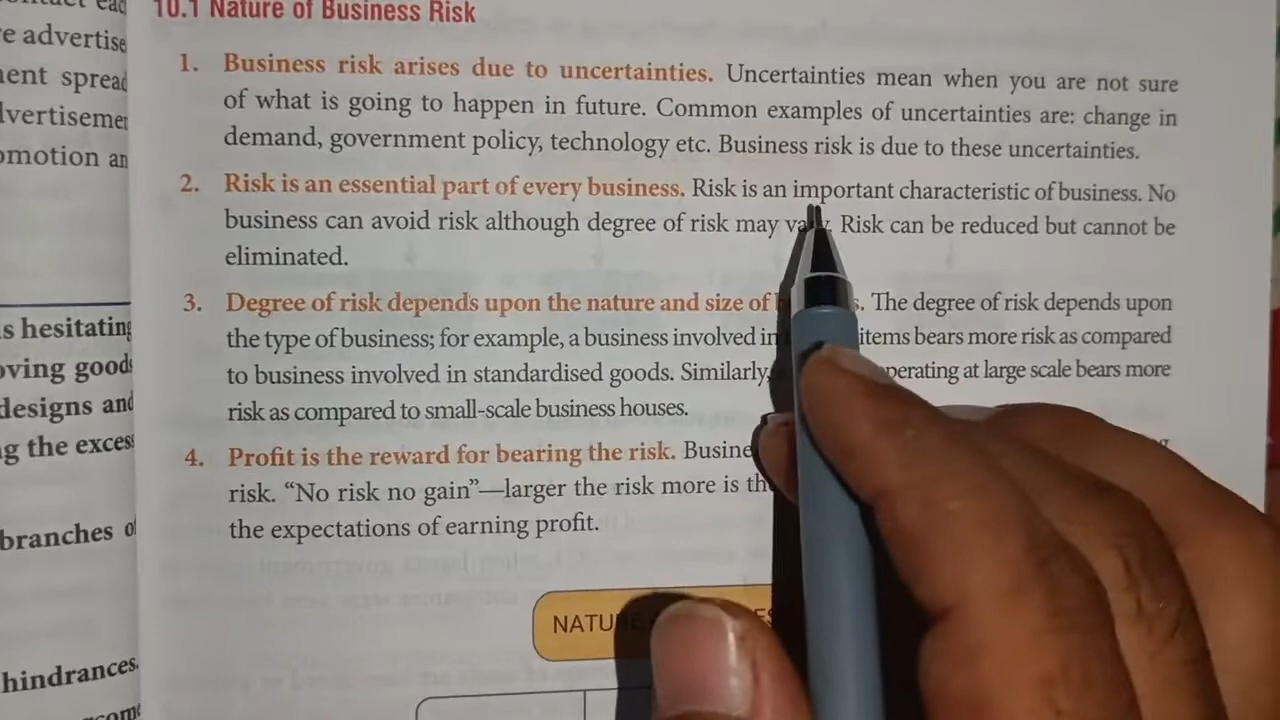 e advertise
ent spread
vertisemen
omotion an
s hesitating
oving goods
designs and
g the excess
branches o
hindrances.
10.1 Nature of Business Risk
1. Business risk arises due to uncertainties. Uncertainties mean when you are not sure
of what is going to happen in future. Common examples of uncertainties are: change in
demand, government policy, technology etc. Business risk is due to these uncertainties.
2. Risk is an essential part of every business. Risk is an important characteristic of business. No
business can avoid risk although degree of risk may vary. Risk can be reduced but cannot be
eliminated.
3. Degree of risk depends upon the nature and size of The degree of risk depends upon
the type of business; for example, a business involved in items bears more risk as compared
to business involved in standardised goods. Similarly, operating at large scale bears more
risk as compared to small-scale business houses.
4. Profit is the reward for bearing the risk. Busine
risk. “No risk no gain”—larger the risk more is th
the expectations of earning profit.
NATU